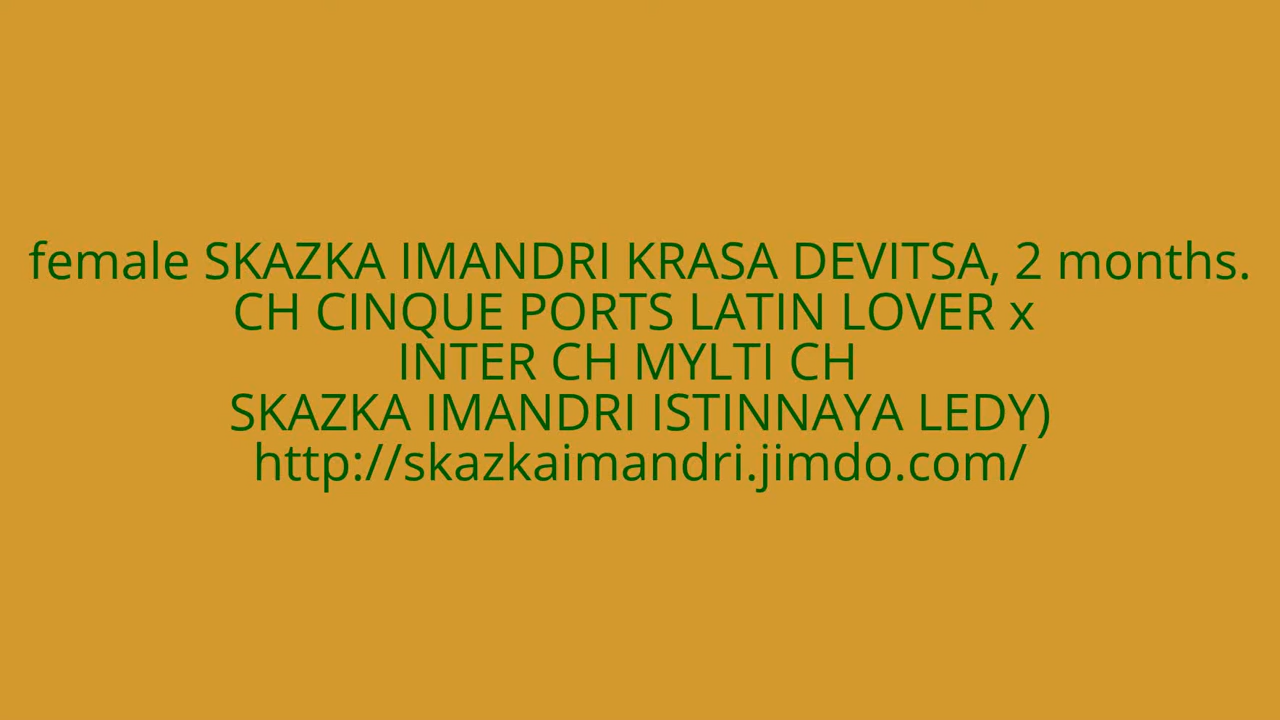 female SKAZKA IMANDRI KRASA DEVITSA, 2 months.
CH CINQUE PORTS LATIN LOVER x
INTER CH MYLTI CH
SKAZKA IMANDRI ISTINNAYA LEDY)
http://skazkaimandri.jimdo.com/